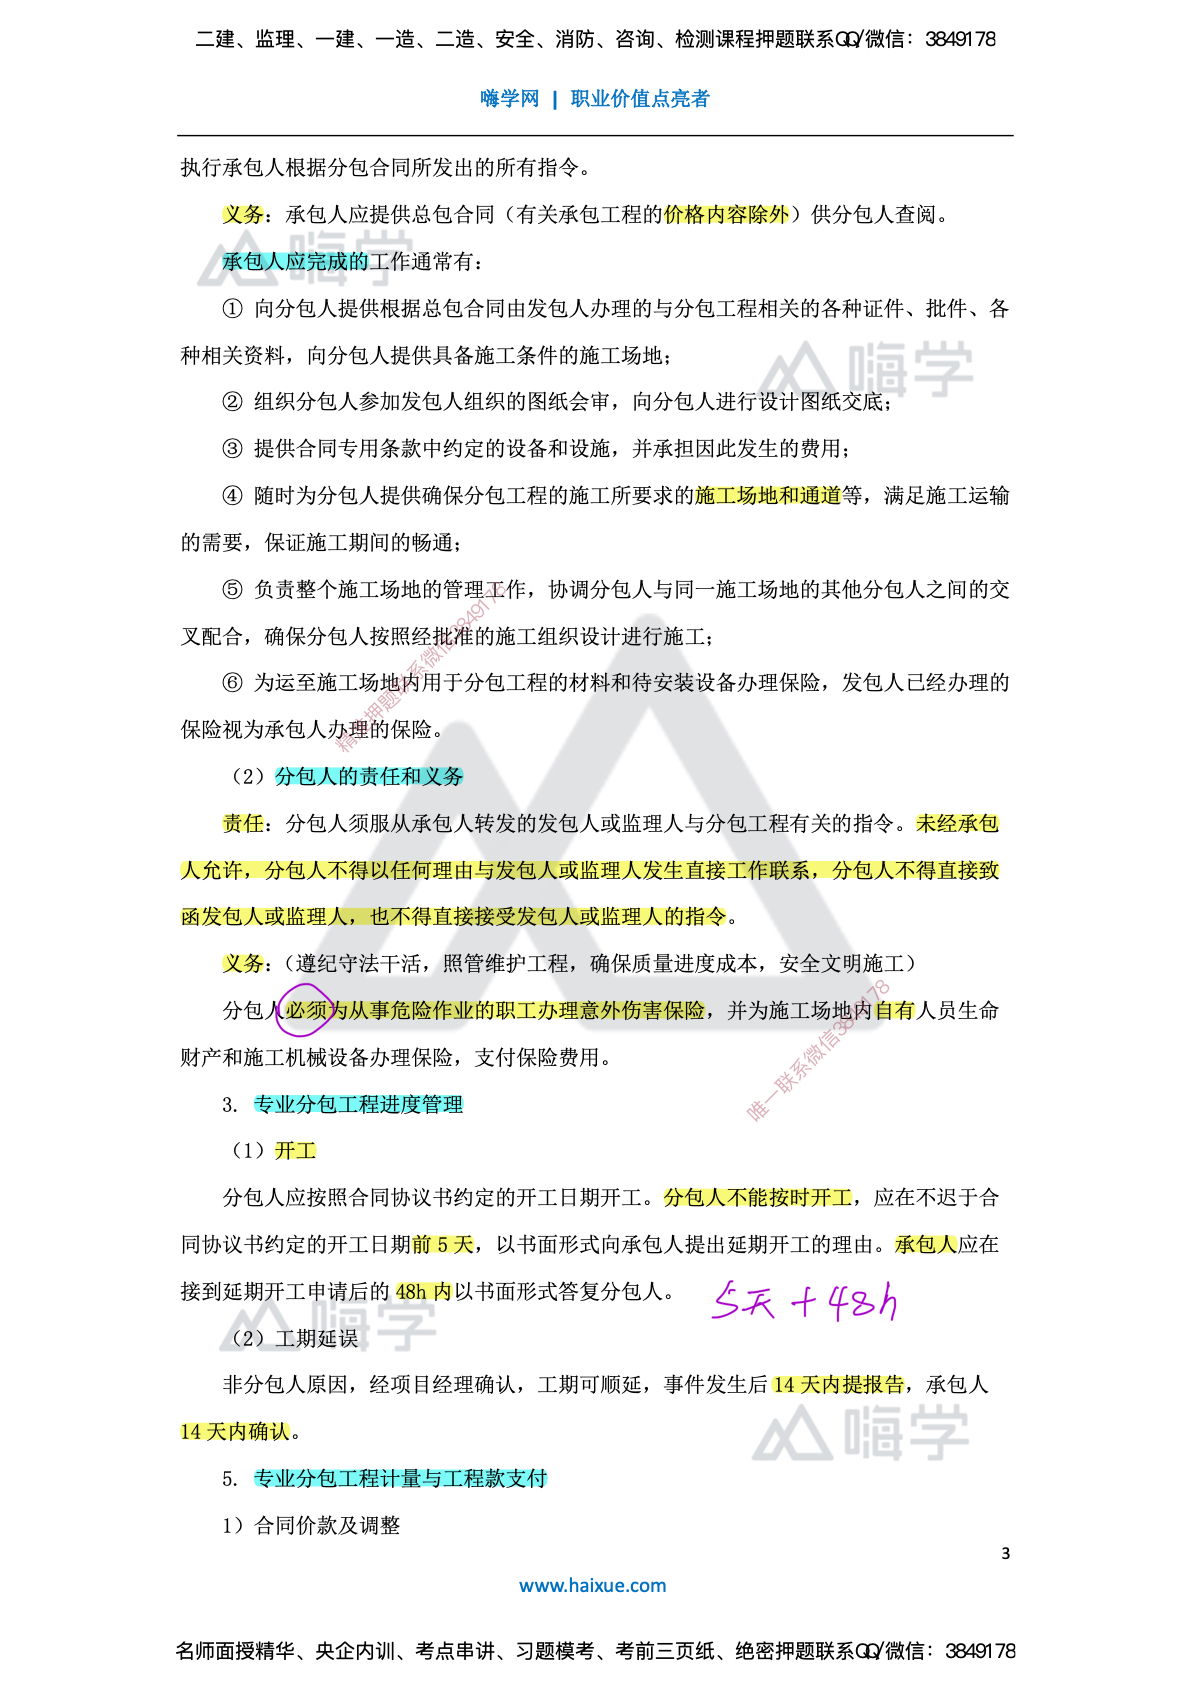 二建、监理、一建、一造、二造、安全、消防、咨询、检测课程押题联系QQ/微信：3849178
嗨学网 | 职业价值点亮者
执行承包人根据分包合同所发出的所有指令。
义务：承包人应提供总包合同（有关承包工程的价格内容除外）供分包人查阅。
嗨学
承包人应完成的工作通常有：
① 向分包人提供根据总包合同由发包人办理的与分包工程相关的各种证件、批件、各
种相关资料，向分包人提供具备施工条件的施工场地；
嗨学
② 组织分包人参加发包人组织的图纸会审，向分包人进行设计图纸交底；
③ 提供合同专用条款中约定的设备和设施，并承担因此发生的费用；
④ 随时为分包人提供确保分包工程的施工所要求的施工场地和通道等，满足施工运输
的需要，保证施工期间的畅通；
⑤ 负责整个施工场地的管理工作，协调分包人与同一施工场地的其他分包人之间的交
叉配合，确保分包人按照经批准的施工组织设计进行施工；
精准押题联系微信3849178
⑥ 为运至施工场地内用于分包工程的材料和待安装设备办理保险，发包人已经办理的
保险视为承包人办理的保险。
（2）分包人的责任和义务
责任：分包人须服从承包人转发的发包人或监理人与分包工程有关的指令。未经承包
人允许，分包人不得以任何理由与发包人或监理人发生直接工作联系，分包人不得直接致
函发包人或监理人，也不得直接接受发包人或监理人的指令。
义务：（遵纪守法干活，照管维护工程，确保质量进度成本，安全文明施工）
分包人必须为从事危险作业的职工办理意外伤害保险，并为施工场地内自有人员生命
财产和施工机械设备办理保险，支付保险费用。
唯一联系微信3849178
3. 专业分包工程进度管理
（1）开工
分包人应按照合同协议书约定的开工日期开工。分包人不能按时开工，应在不迟于合
同协议书约定的开工日期前 5 天，以书面形式向承包人提出延期开工的理由。承包人应在
接到延期开工申请后的 48h 内以书面形式答复分包人。
5天 + 48h
嗨学
（2）工期延误
非分包人原因，经项目经理确认，工期可顺延，事件发生后 14 天内提报告，承包人
14 天内确认。
嗨学
5. 专业分包工程计量与工程款支付
1）合同价款及调整
3
www.haixue.com
名师面授精华、央企内训、考点串讲、习题模考、考前三页纸、绝密押题联系QQ/微信：3849178